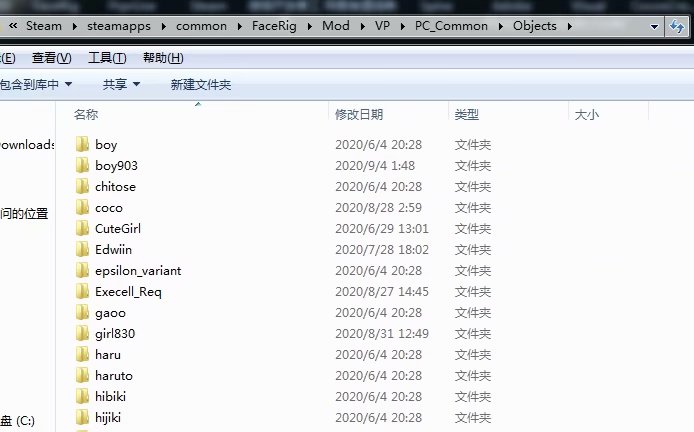 « Steam ▸ steamapps ▸ common ▸ FaceRig ▸ Mod ▸ VP ▸ PC_Common ▸ Objects ▸
(E) 查看(V) 工具(T) 帮助(H)
包含到库中 共享 新建文件夹
名称 修改日期 类型 大小
boy 2020/6/4 20:28 文件夹
boy903 2020/9/4 1:48 文件夹
chitose 2020/6/4 20:28 文件夹
coco 2020/8/28 2:59 文件夹
CuteGirl 2020/6/29 13:01 文件夹
Edwiin 2020/7/28 18:02 文件夹
epsilon_variant 2020/6/4 20:28 文件夹
Execell_Req 2020/8/27 14:45 文件夹
gaoo 2020/6/4 20:28 文件夹
girl830 2020/8/31 12:49 文件夹
haru 2020/6/4 20:28 文件夹
haruto 2020/6/4 20:28 文件夹
hibiki 2020/6/4 20:28 文件夹
hijiki 2020/6/4 20:28 文件夹
ownloads
问的位置
盘 (C:)